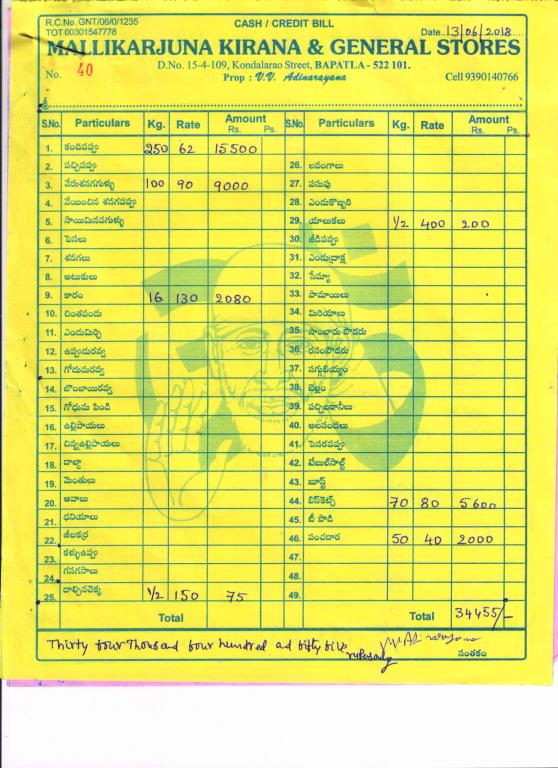 R.C.No. GNT/06/0/1235
TOT 00301547778
CASH / CREDIT BILL
Date..13/06/2018....
MALLIKARJUNA KIRANA & GENERAL STORES
No. 40
D.No. 15-4-109, Kondalarao Street, BAPATLA - 522 101.
Prop : V.V. Adinarayana
Cell 9390140766
S.No. Particulars Kg. Rate Amount Rs. Ps. S.No. Particulars Kg. Rate Amount Rs. Ps.
1. కందిపప్పు 250 62 15500
2. పచ్చిపప్పు 26. లవంగాలు
3. వేరుశనగగుళ్ళు 100 90 9000 27. పసుపు
4. వేయించిన శనగపప్పు 28. ఎండుకొబ్బరి
5. సాయిమినపగుళ్ళు 29. యాలుకలు 1/2 400 200
6. పెసలు 30. జీడిపప్పు
7. శనగలు 31. ఎండుద్రాక్ష
8. అటుకులు 32. సేమ్యా
9. కారం 16 130 2080 33. పామాయిలు
10. చింతపండు 34. మిరియాలు
11. ఎండుమిర్చి 35. సాంబారు పౌడరు
12. ఉప్పుడురవ్వ 36. రసంపౌడరు
13. గోదుమరవ్వ 37. సగ్గుబియ్యం
14. బొంబాయిరవ్వ 38. బెల్లం
15. గోధుమ పిండి 39. పచ్చిబఠానీలు
16. ఉల్లిపాయలు 40. అలసందలు
17. చిన్నఉల్లిపాయలు 41. పెసరపప్పు
18. డాల్డా 42. టేబుల్‌సాల్ట్
19. మెంతులు 43. బూస్ట్
20. ఆవాలు 44. బిస్‌కెట్స్ 70 80 5600
21. ధనియాలు 45. టీ పొడి
22. జీలకర్ర 46. పంచదార 50 40 2000
23. కళ్ళుఉప్పు 47.
24. గసగసాలు 48.
25. దాల్చినచెక్క 1/2 150 75 49.
Total Total 34455/-
Thirty four Thousand four hundred ad fifty five
సంతకం